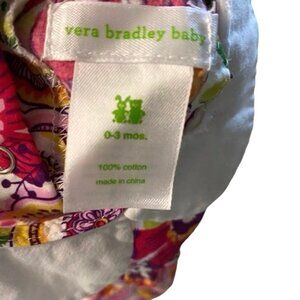 vera bradley baby
0-3 mos.
100% cotton
made in china